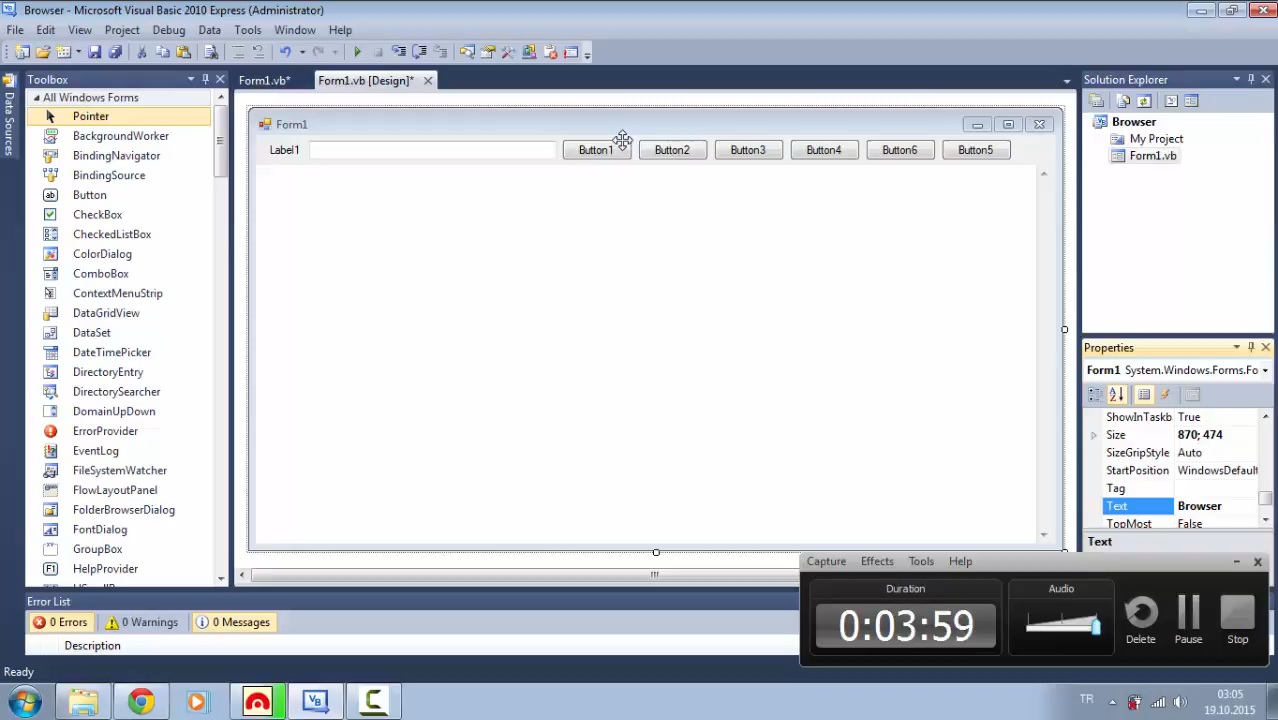 Browser - Microsoft Visual Basic 2010 Express (Administrator)
File Edit View Project Debug Data Tools Window Help
Toolbox
Form1.vb*
Form1.vb [Design]*
Solution Explorer
Data Sources
All Windows Forms
Pointer
BackgroundWorker
BindingNavigator
BindingSource
Button
CheckBox
CheckedListBox
ColorDialog
ComboBox
ContextMenuStrip
DataGridView
DataSet
DateTimePicker
DirectoryEntry
DirectorySearcher
DomainUpDown
ErrorProvider
EventLog
FileSystemWatcher
FlowLayoutPanel
FolderBrowserDialog
FontDialog
GroupBox
HelpProvider
Form1
Label1 Button1 Button2 Button3 Button4 Button6 Button5
Browser
My Project
Form1.vb
Properties
Form1 System.Windows.Forms.Fo
ShowInTaskb True
Size 870; 474
SizeGripStyle Auto
StartPosition WindowsDefault
Tag
Text Browser
TopMost False
Text
Error List
0 Errors 0 Warnings 0 Messages
Description
Capture Effects Tools Help
Duration
0:03:59
Audio
Delete Pause Stop
Ready
TR
03:05
19.10.2015